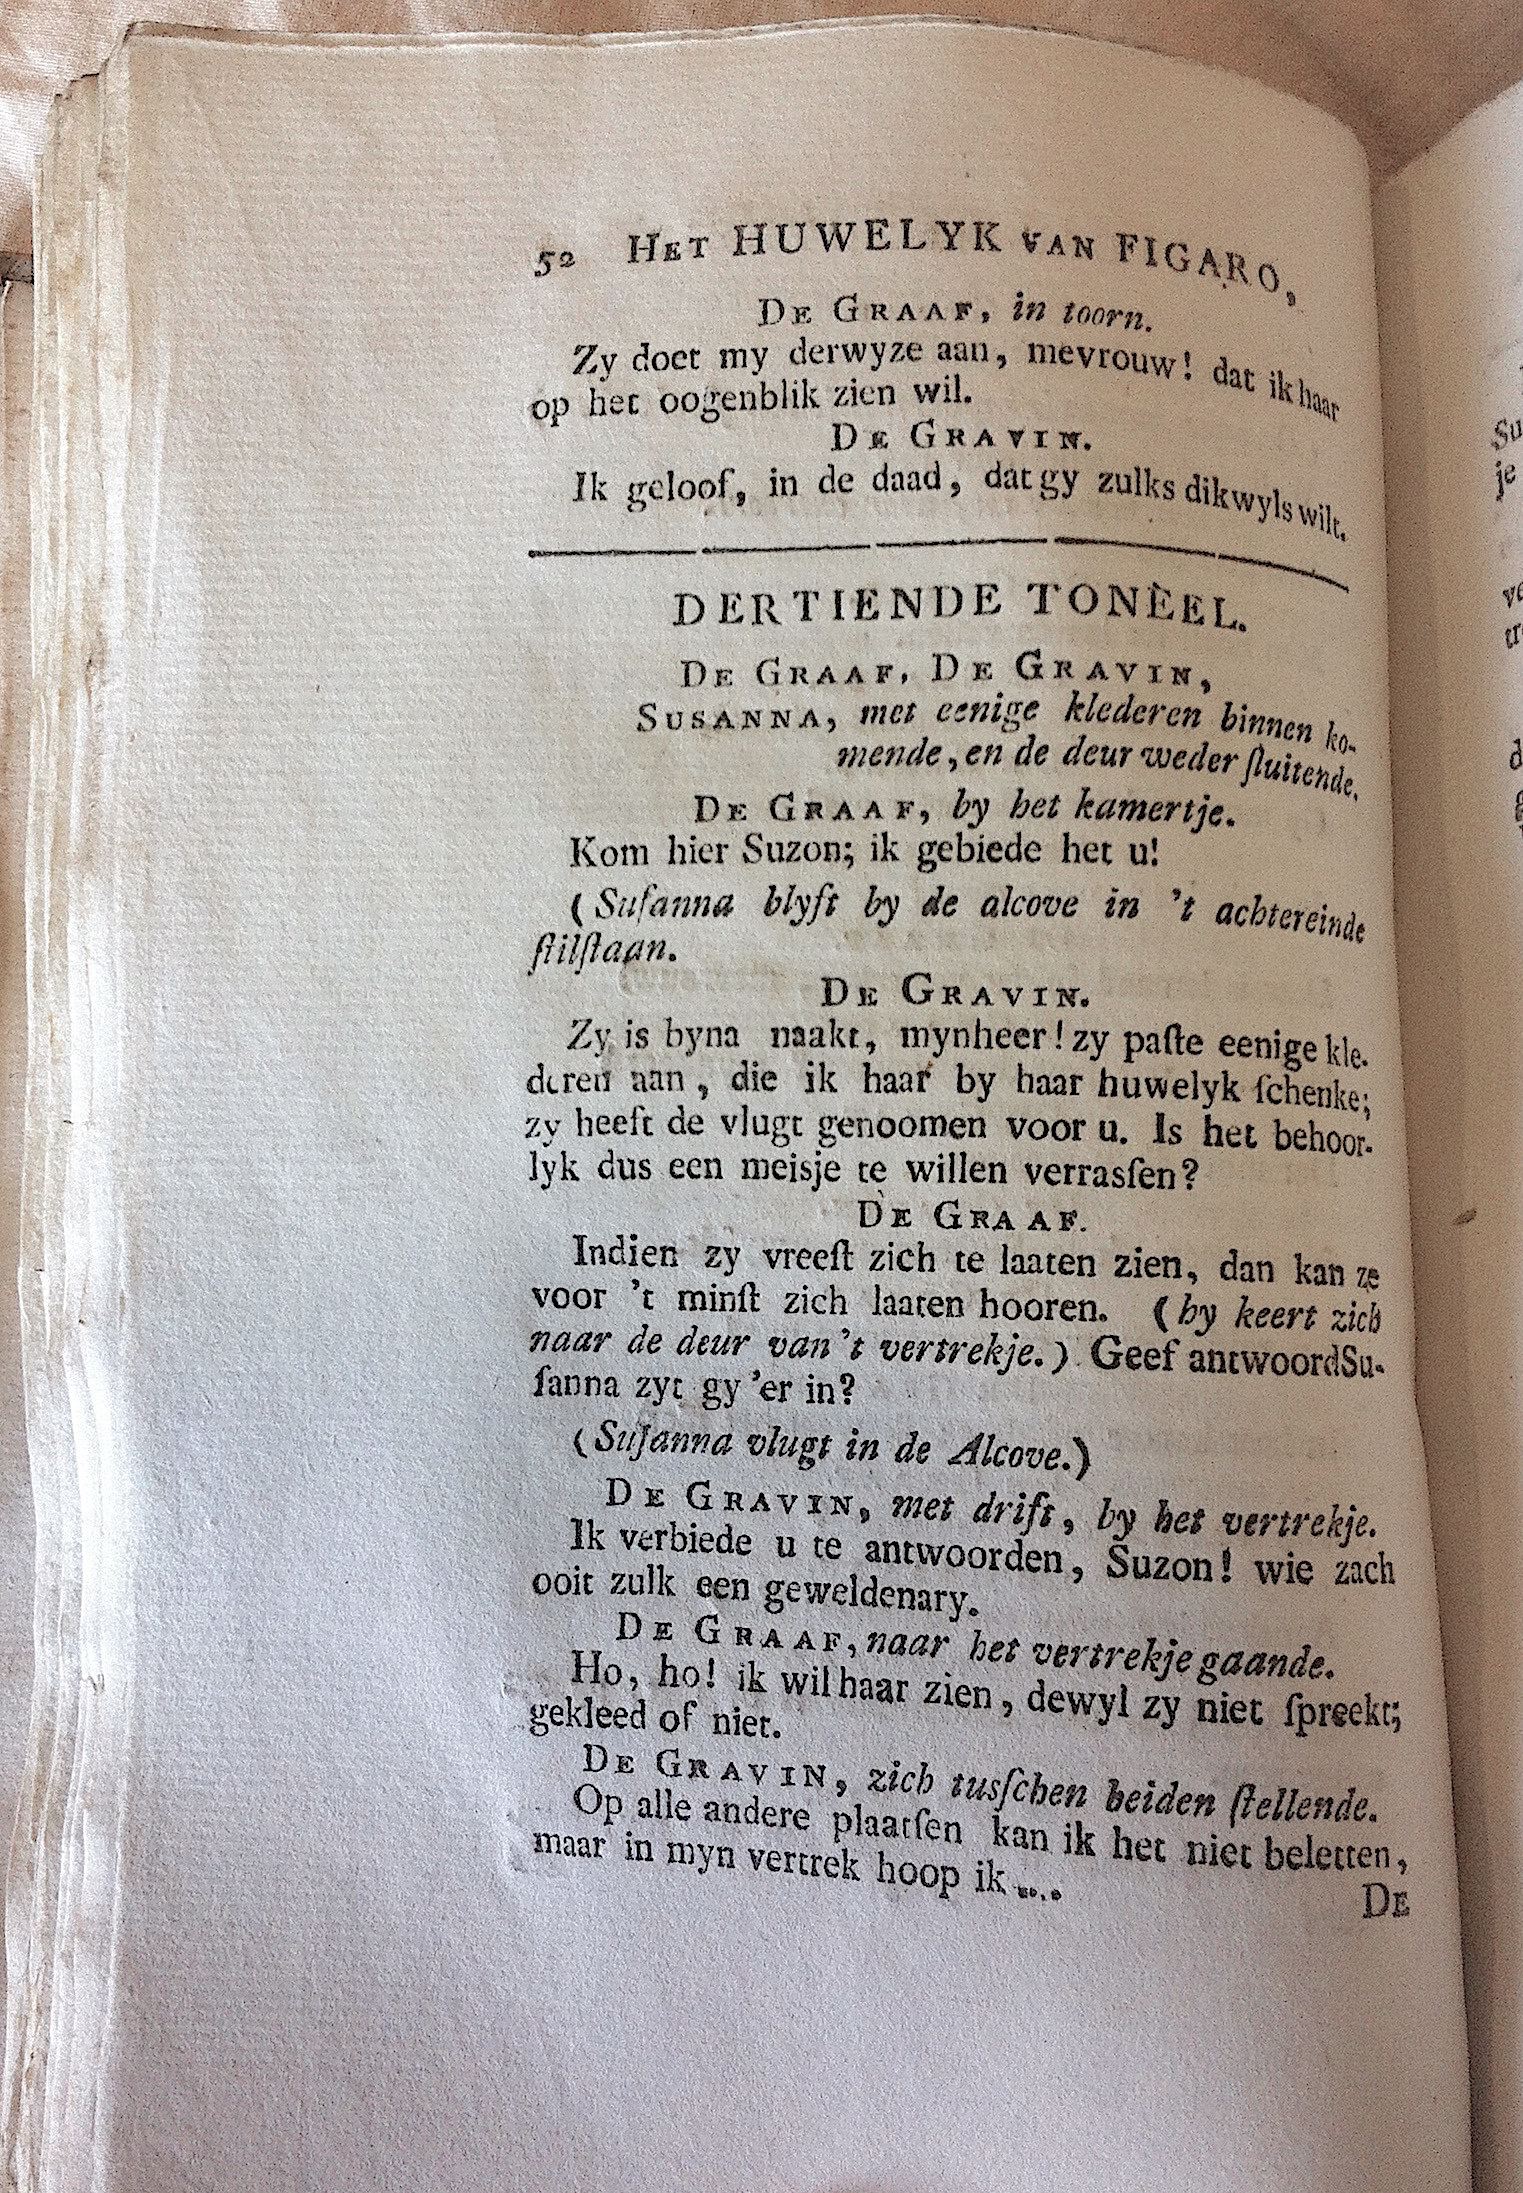 52 HET HUWELYK VAN FIGARO,
DE GRAAF, in toorn.
Zy doet my derwyze aan, mevrouw! dat ik haar
op het oogenblik zien wil.
DE GRAVIN.
Ik geloof, in de daad, dat gy zulks dikwyls wilt.
DERTIENDE TONEEL.
DE GRAAF, DE GRAVIN,
SUSANNA, met eenige klederen binnen ko-
mende, en de deur weder ſluitende.
DE GRAAF, by het kamertje.
Kom hier Suzon; ik gebiede het u!
(Suſanna blyft by de alcove in 't achtereinde
ſtilſtaan.
DE GRAVIN.
Zy is byna naakt, mynheer! zy paſte eenige kle-
deren aan, die ik haar by haar huwelyk ſchenke;
zy heeft de vlugt genoomen voor u. Is het behoor-
lyk dus een meisje te willen verrasſen?
DE GRAAF.
Indien zy vreeſt zich te laaten zien, dan kan ze
voor 't minſt zich laaten hooren. (hy keert zich
naar de deur van 't vertrekje.) Geef antwoord Su-
ſanna zyt gy 'er in?
(Suſanna vlugt in de Alcove.)
DE GRAVIN, met drift, by het vertrekje.
Ik verbiede u te antwoorden, Suzon! wie zach
ooit zulk een geweldenary.
DE GRAAF, naar het vertrekje gaande.
Ho, ho! ik wil haar zien, dewyl zy niet ſpreekt;
gekleed of niet.
DE GRAVIN, zich tusſchen beiden ſtellende.
Op alle andere plaatſen kan ik het niet beletten,
maar in myn vertrek hoop ik ....
DE